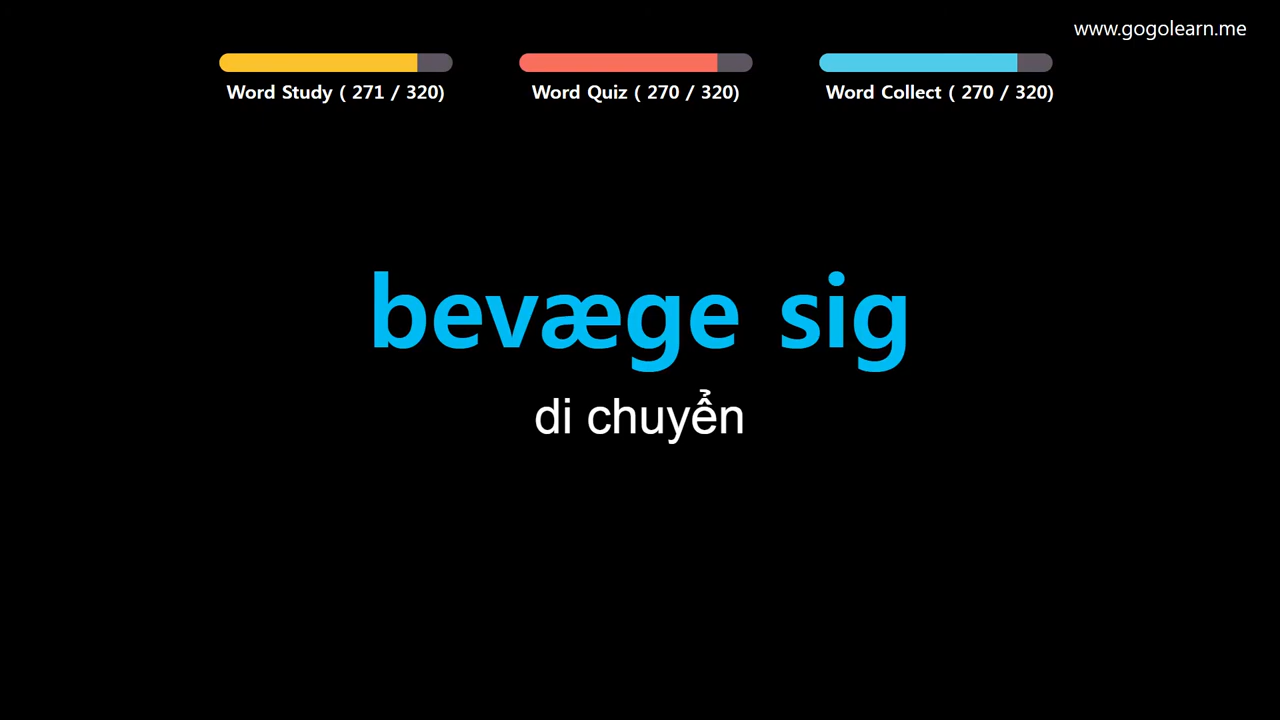 www.gogolearn.me
Word Study ( 271 / 320)
Word Quiz ( 270 / 320)
Word Collect ( 270 / 320)
bevæge sig
di chuyển